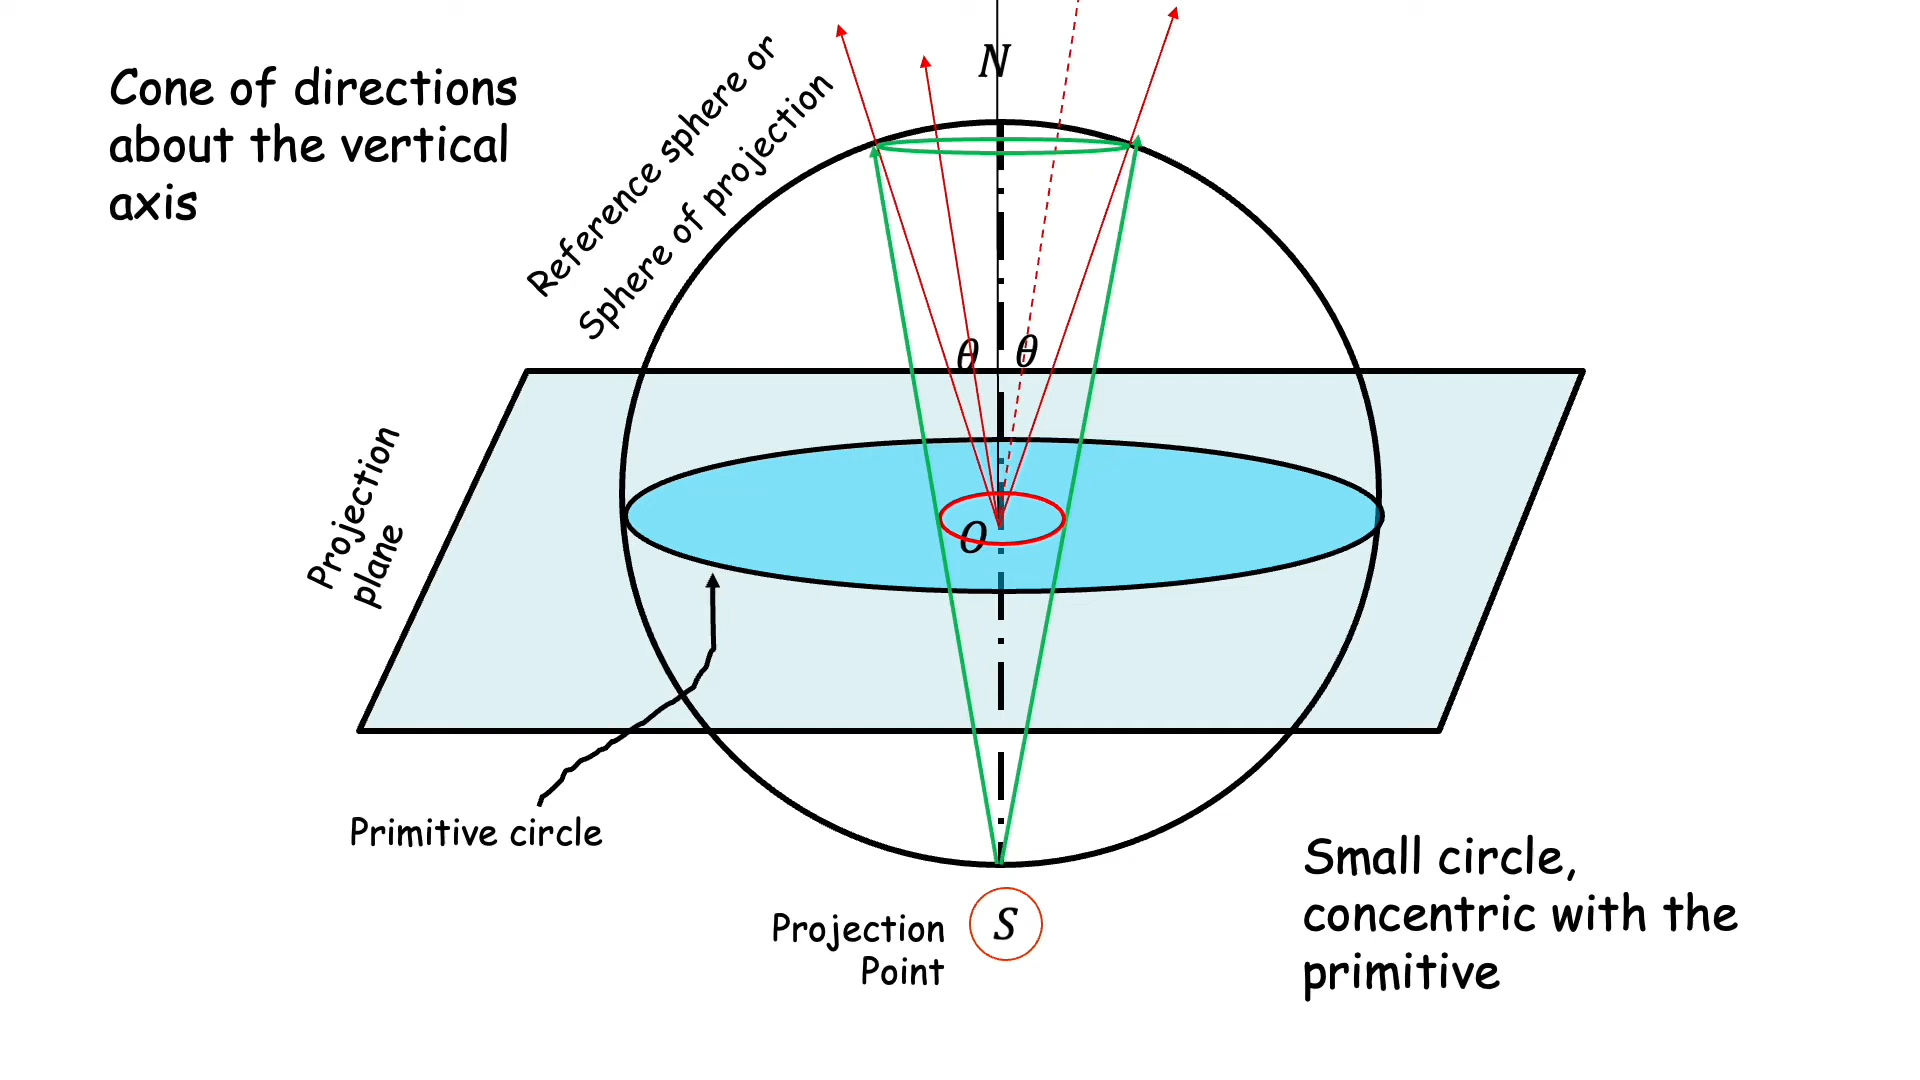 Cone of directions
about the vertical
axis
Reference sphere or
Sphere of projection
N
θ θ
O
Projection
plane
Primitive circle
Projection
Point
S
Small circle,
concentric with the
primitive